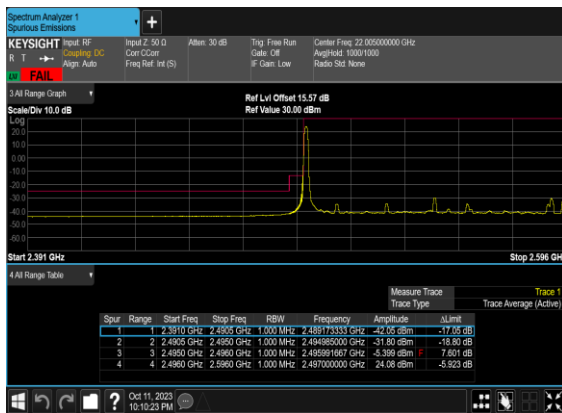 Spectrum Analyzer 1
Spurious Emissions
+
KEYSIGHT Input: RF
R T Coupling: DC
Align: Auto
LXI FAIL
Input Z: 50 Ω
Corr CCorr
Freq Ref: Int (S)
Atten: 30 dB
Trig: Free Run
Gate: Off
IF Gain: Low
Center Freq: 22.005000000 GHz
Avg|Hold: 1000/1000
Radio Std: None
3 All Range Graph
Ref Lvl Offset 15.57 dB
Scale/Div 10.0 dB Ref Value 30.00 dBm
Log
20.0
10.0
0.00
-10.0
-20.0
-30.0
-40.0
-50.0
-60.0
Start 2.391 GHz Stop 2.596 GH
4 All Range Table
Measure Trace Trace 1
Trace Type Trace Average (Active)
Spur Range Start Freq Stop Freq RBW Frequency Amplitude ΔLimit
1 1 2.3910 GHz 2.4905 GHz 1.000 MHz 2.489173333 GHz -42.05 dBm -17.05 dB
2 2 2.4905 GHz 2.4950 GHz 1.000 MHz 2.494985000 GHz -31.80 dBm -18.80 dB
3 3 2.4950 GHz 2.4960 GHz 1.000 MHz 2.495991667 GHz -5.399 dBm F 7.601 dB
4 4 2.4960 GHz 2.5960 GHz 1.000 MHz 2.497000000 GHz 24.08 dBm -5.923 dB
? Oct 11, 2023
10:10:23 PM